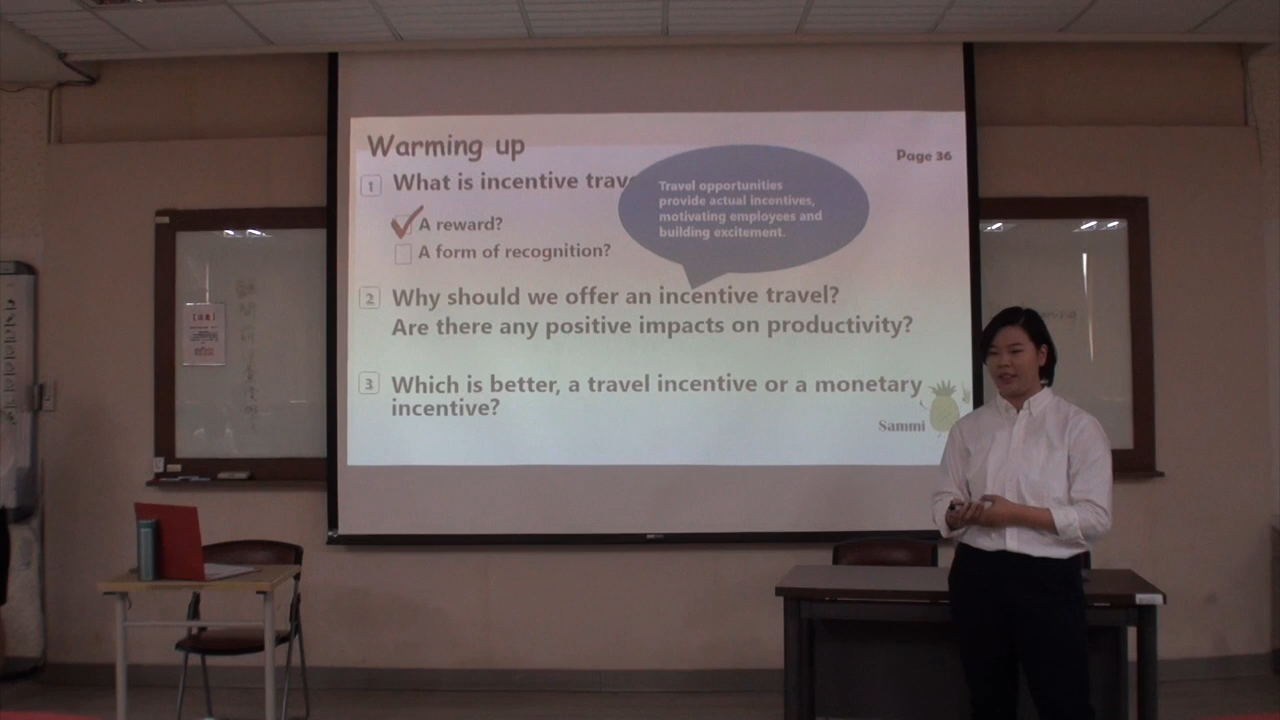 Warming up
Page 36
1 What is incentive trav
Travel opportunities
provide actual incentives,
motivating employees and
building excitement.
A reward?
A form of recognition?
2 Why should we offer an incentive travel?
Are there any positive impacts on productivity?
3 Which is better, a travel incentive or a monetary
incentive?
Sammi